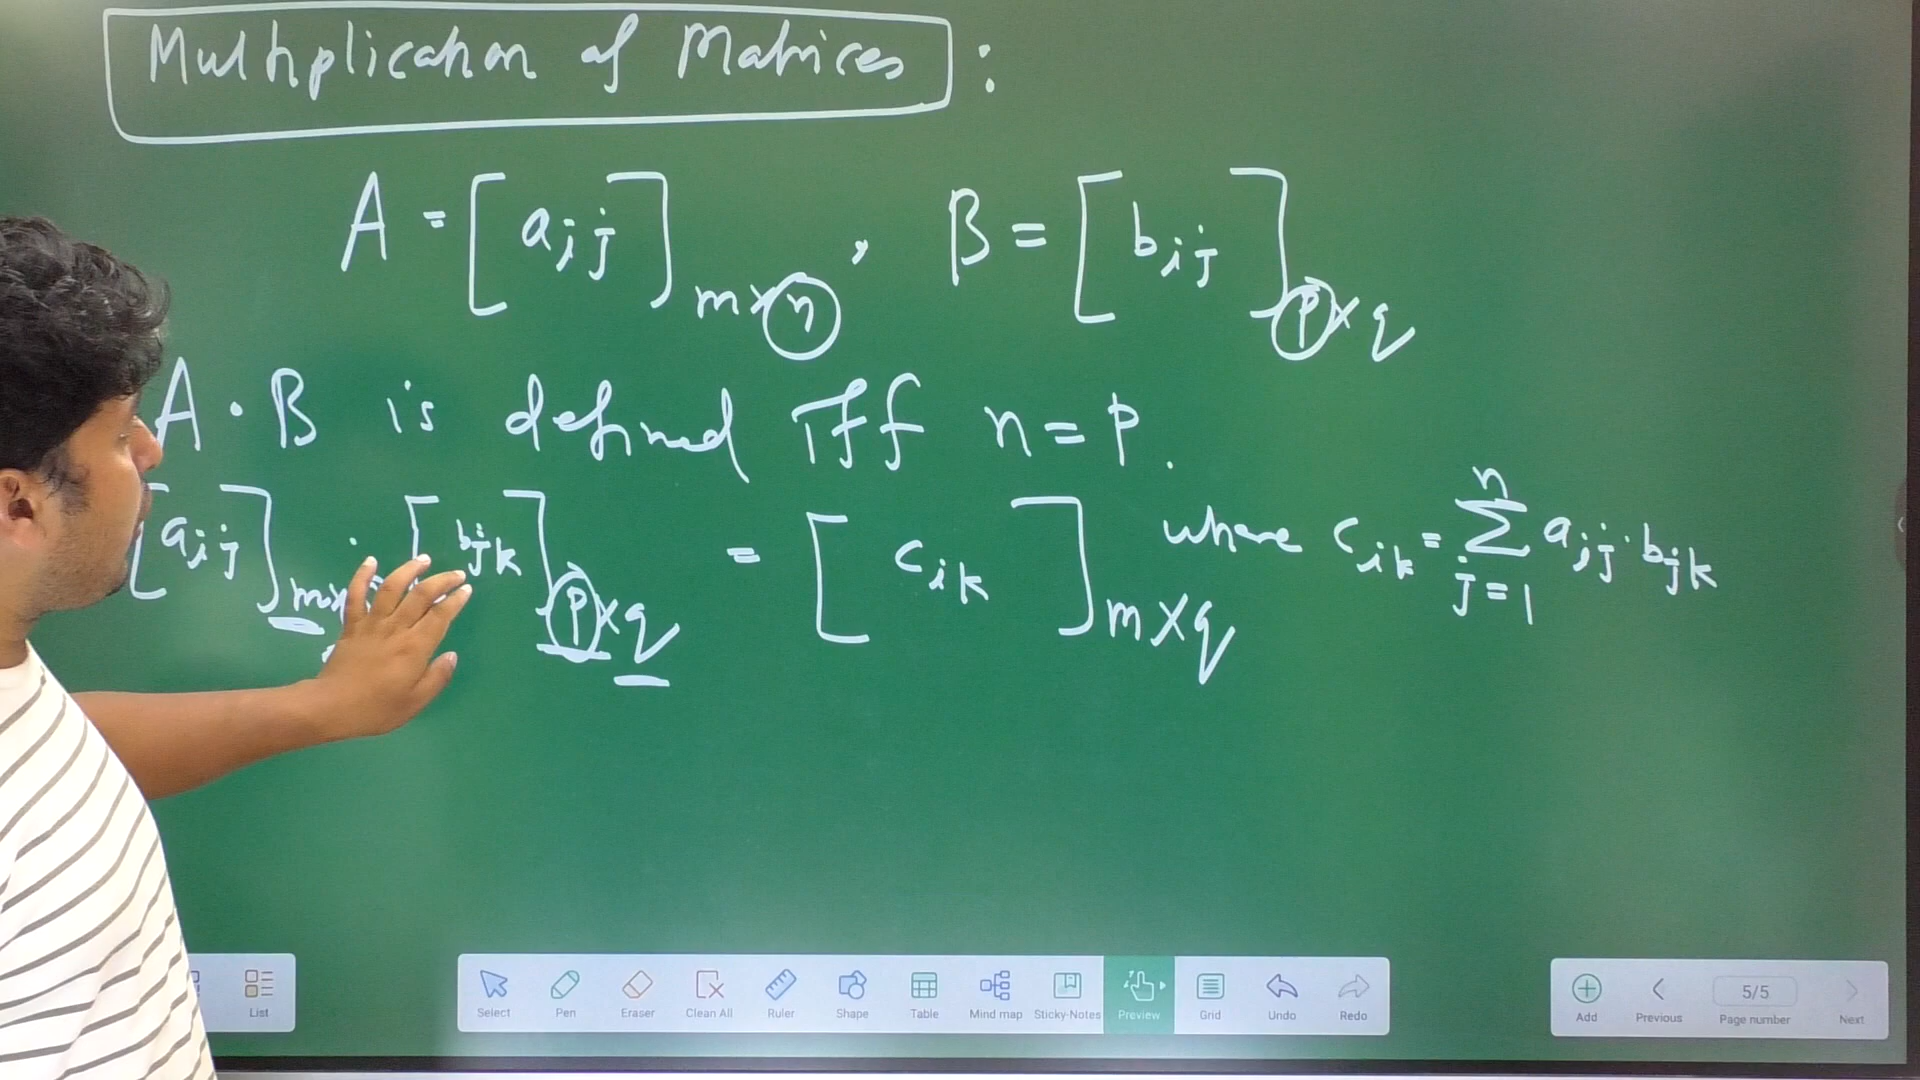 Multiplication of Matrices :
A = [aij]m×n , B = [bij]p×q
A · B is defined iff n = p.
[aij]m× · [bjk]p×q = [cik]m×q where cik = n∑j=1 aij · bjk
List Select Pen Eraser Clean All Ruler Shape Table Mind map Sticky-Notes Preview Grid Undo Redo Add Previous 5/5 Page number Next